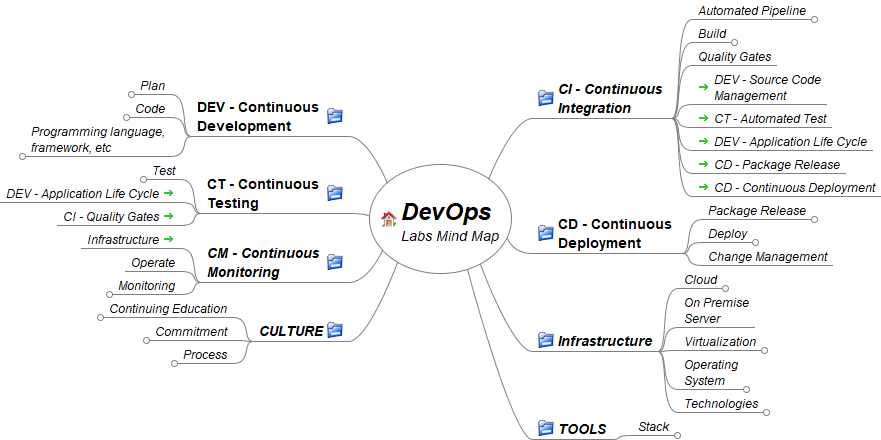 DevOps
Labs Mind Map
DEV - Continuous
Development
Plan
Code
Programming language,
framework, etc
CT - Continuous
Testing
Test
DEV - Application Life Cycle
CI - Quality Gates
CM - Continuous
Monitoring
Infrastructure
Operate
Monitoring
CULTURE
Continuing Education
Commitment
Process
CI - Continuous
Integration
Automated Pipeline
Build
Quality Gates
DEV - Source Code
Management
CT - Automated Test
DEV - Application Life Cycle
CD - Package Release
CD - Continuous Deployment
CD - Continuous
Deployment
Package Release
Deploy
Change Management
Infrastructure
Cloud
On Premise
Server
Virtualization
Operating
System
Technologies
TOOLS
Stack